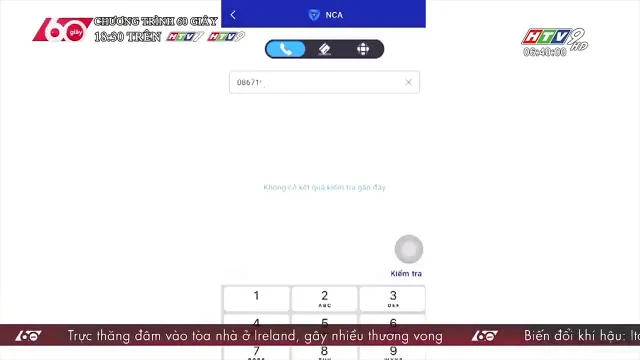 60 giây
CHƯƠNG TRÌNH 60 GIÂY
18:30 TRÊN HTV7 HTV9
NCA
HTV9 HD
06:40:00
08671
Không có kết quả kiểm tra gần đây
Kiểm tra
1 2 3
ABC DEF
4 5 6
60 Trực thăng đâm vào tòa nhà ở Ireland, gây nhiều thương vong 60 Biến đổi khí hậu:
7 8 9